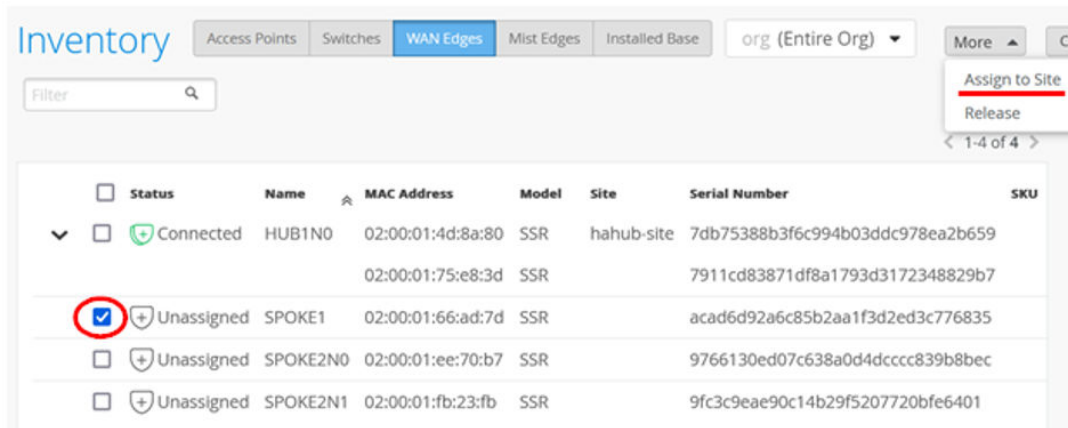 Inventory Access Points Switches WAN Edges Mist Edges Installed Base org (Entire Org) More
Filter
Assign to Site
Release
1-4 of 4
Status Name MAC Address Model Site Serial Number SKU
Connected HUB1N0 02:00:01:4d:8a:80 SSR hahub-site 7db75388b3f6c994b03ddc978ea2b659
02:00:01:75:e8:3d SSR 7911cd83871df8a1793d3172348829b7
Unassigned SPOKE1 02:00:01:66:ad:7d SSR acad6d92a6c85b2aa1f3d2ed3c776835
Unassigned SPOKE2N0 02:00:01:ee:70:b7 SSR 9766130ed07c638a0d4dcccc839b8bec
Unassigned SPOKE2N1 02:00:01:fb:23:fb SSR 9fc3c9eae90c14b29f5207720bfe6401